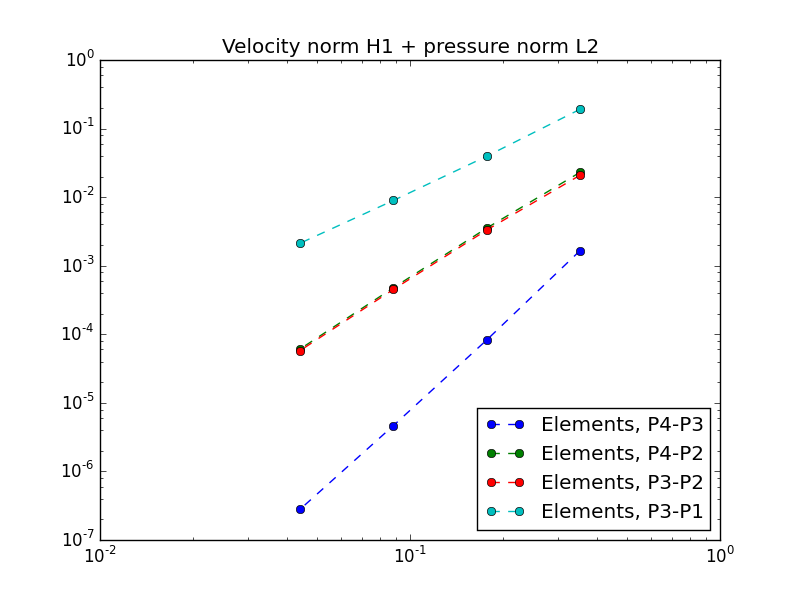 Velocity norm H1 + pressure norm L2
10^0
10^-1
10^-2
10^-3
10^-4
10^-5
10^-6
10^-7
Elements, P4-P3
Elements, P4-P2
Elements, P3-P2
Elements, P3-P1
10^-2 10^-1 10^0